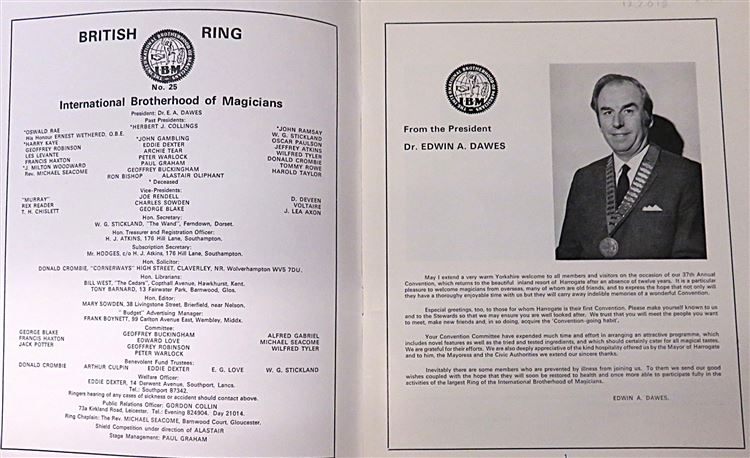 BRITISH RING
IBM
No. 25
International Brotherhood of Magicians
President: Dr. E. A. DAWES
Past Presidents:
*OSWALD RAE
His Honour ERNEST WETHERED, O.B.E.
*HARRY KAYE
GEOFFREY ROBINSON
LES LEVANTE
FRANCIS HAXTON
J. MILTON WOODWARD
Rev. MICHAEL SEACOME
*HERBERT J. COLLINGS
*JOHN GAMBLING
EDDIE DEXTER
ARCHIE TEAR
PETER WARLOCK
PAUL GRAHAM
GEOFFREY BUCKINGHAM
RON BISHOP ALASTAIR OLIPHANT
*JOHN RAMSAY
W. G. STICKLAND
OSCAR PAULSON
JEFFERY ATKINS
WILFRED TYLER
DONALD CROMBIE
TOMMY ROWE
HAROLD TAYLOR
* Deceased
Vice-Presidents:
"MURRAY"
REX READER
T. H. CHISLETT
JOE RENDELL
CHARLES SOWDEN
GEORGE BLAKE
D. DEVEEN
VOLTAIRE
J. LEA AXON
Hon. Secretary:
W. G. STICKLAND, "The Wand", Ferndown, Dorset.
Hon. Treasurer and Registration Officer:
H. J. ATKINS, 176 Hill Lane, Southampton.
Subscription Secretary:
Mr. HODGES, c/o H. J. Atkins, 176 Hill Lane, Southampton.
Hon. Solicitor:
DONALD CROMBIE, "CORNERWAYS" HIGH STREET, CLAVERLEY, NR. Wolverhampton WV5 7DU.
Hon. Librarians:
BILL WEST, "The Cedars", Copthall Avenue, Hawkhurst, Kent.
TONY BARNARD, 13 Fairwater Park, Barnwood, Glos.
Hon. Editor:
MARY SOWDEN, 38 Livingstone Street, Brierfield, near Nelson.
"Budget" Advertising Manager:
FRANK BOYNETT, 99 Carlton Avenue East, Wembley, Middx.
Committee:
GEORGE BLAKE
FRANCIS HAXTON
JACK POTTER
GEOFFREY BUCKINGHAM
EDWARD LOVE
GEOFFREY ROBINSON
PETER WARLOCK
ALFRED GABRIEL
MICHAEL SEACOME
WILFRED TYLER
Benevolent Fund Trustees:
DONALD CROMBIE ARTHUR CULPIN EDDIE DEXTER E. G. LOVE W. G. STICKLAND
Welfare Officer:
EDDIE DEXTER, 14 Darwent Avenue, Southport, Lancs.
Tel.: Southport 87342.
Ringers hearing of any cases of sickness or accident should contact above.
Public Relations Officer: GORDON COLLIN
73a Kirkland Road, Leicester. Tel.: Evening 824904. Day 21014.
Ring Chaplain: The Rev. MICHAEL SEACOME, Barnwood Court, Gloucester.
Shield Competition under direction of ALASTAIR
Stage Management: PAUL GRAHAM
IBM
From the President
Dr. EDWIN A. DAWES
May I extend a very warm Yorkshire welcome to all members and visitors on the occasion of our 37th Annual
Convention, which returns to the beautiful inland resort of Harrogate after an absence of twelve years. It is a particular
pleasure to welcome members from overseas, many of whom are old friends, and to express the hope that not only will
they have a thoroughly enjoyable time with us but they will carry away indelible memories of a wonderful Convention.
Especial greetings, too, to those for whom Harrogate is their first Convention. Please make yourself known to us
and to the Stewards so that we may ensure you are well looked after. We trust that you will meet the people you want
to meet, make new friends and, in so doing, acquire the 'Convention-going habit'.
Your Convention Committee have expended much time and effort in arranging an attractive programme, which
includes novel features as well as the tried and tested ingredients, and which should certainly cater for all magical tastes.
We are grateful for their efforts. We are also deeply appreciative of the kind hospitality offered us by the Mayor of Harrogate
and to him, the Mayoress and the Civic Authorities we extend our sincere thanks.
Inevitably there are some members who are prevented by illness from joining us. To them we send our good
wishes coupled with the hope that they will soon be restored to health and once more able to participate fully in the
activities of the largest Ring of the International Brotherhood of Magicians.
EDWIN A. DAWES.
1